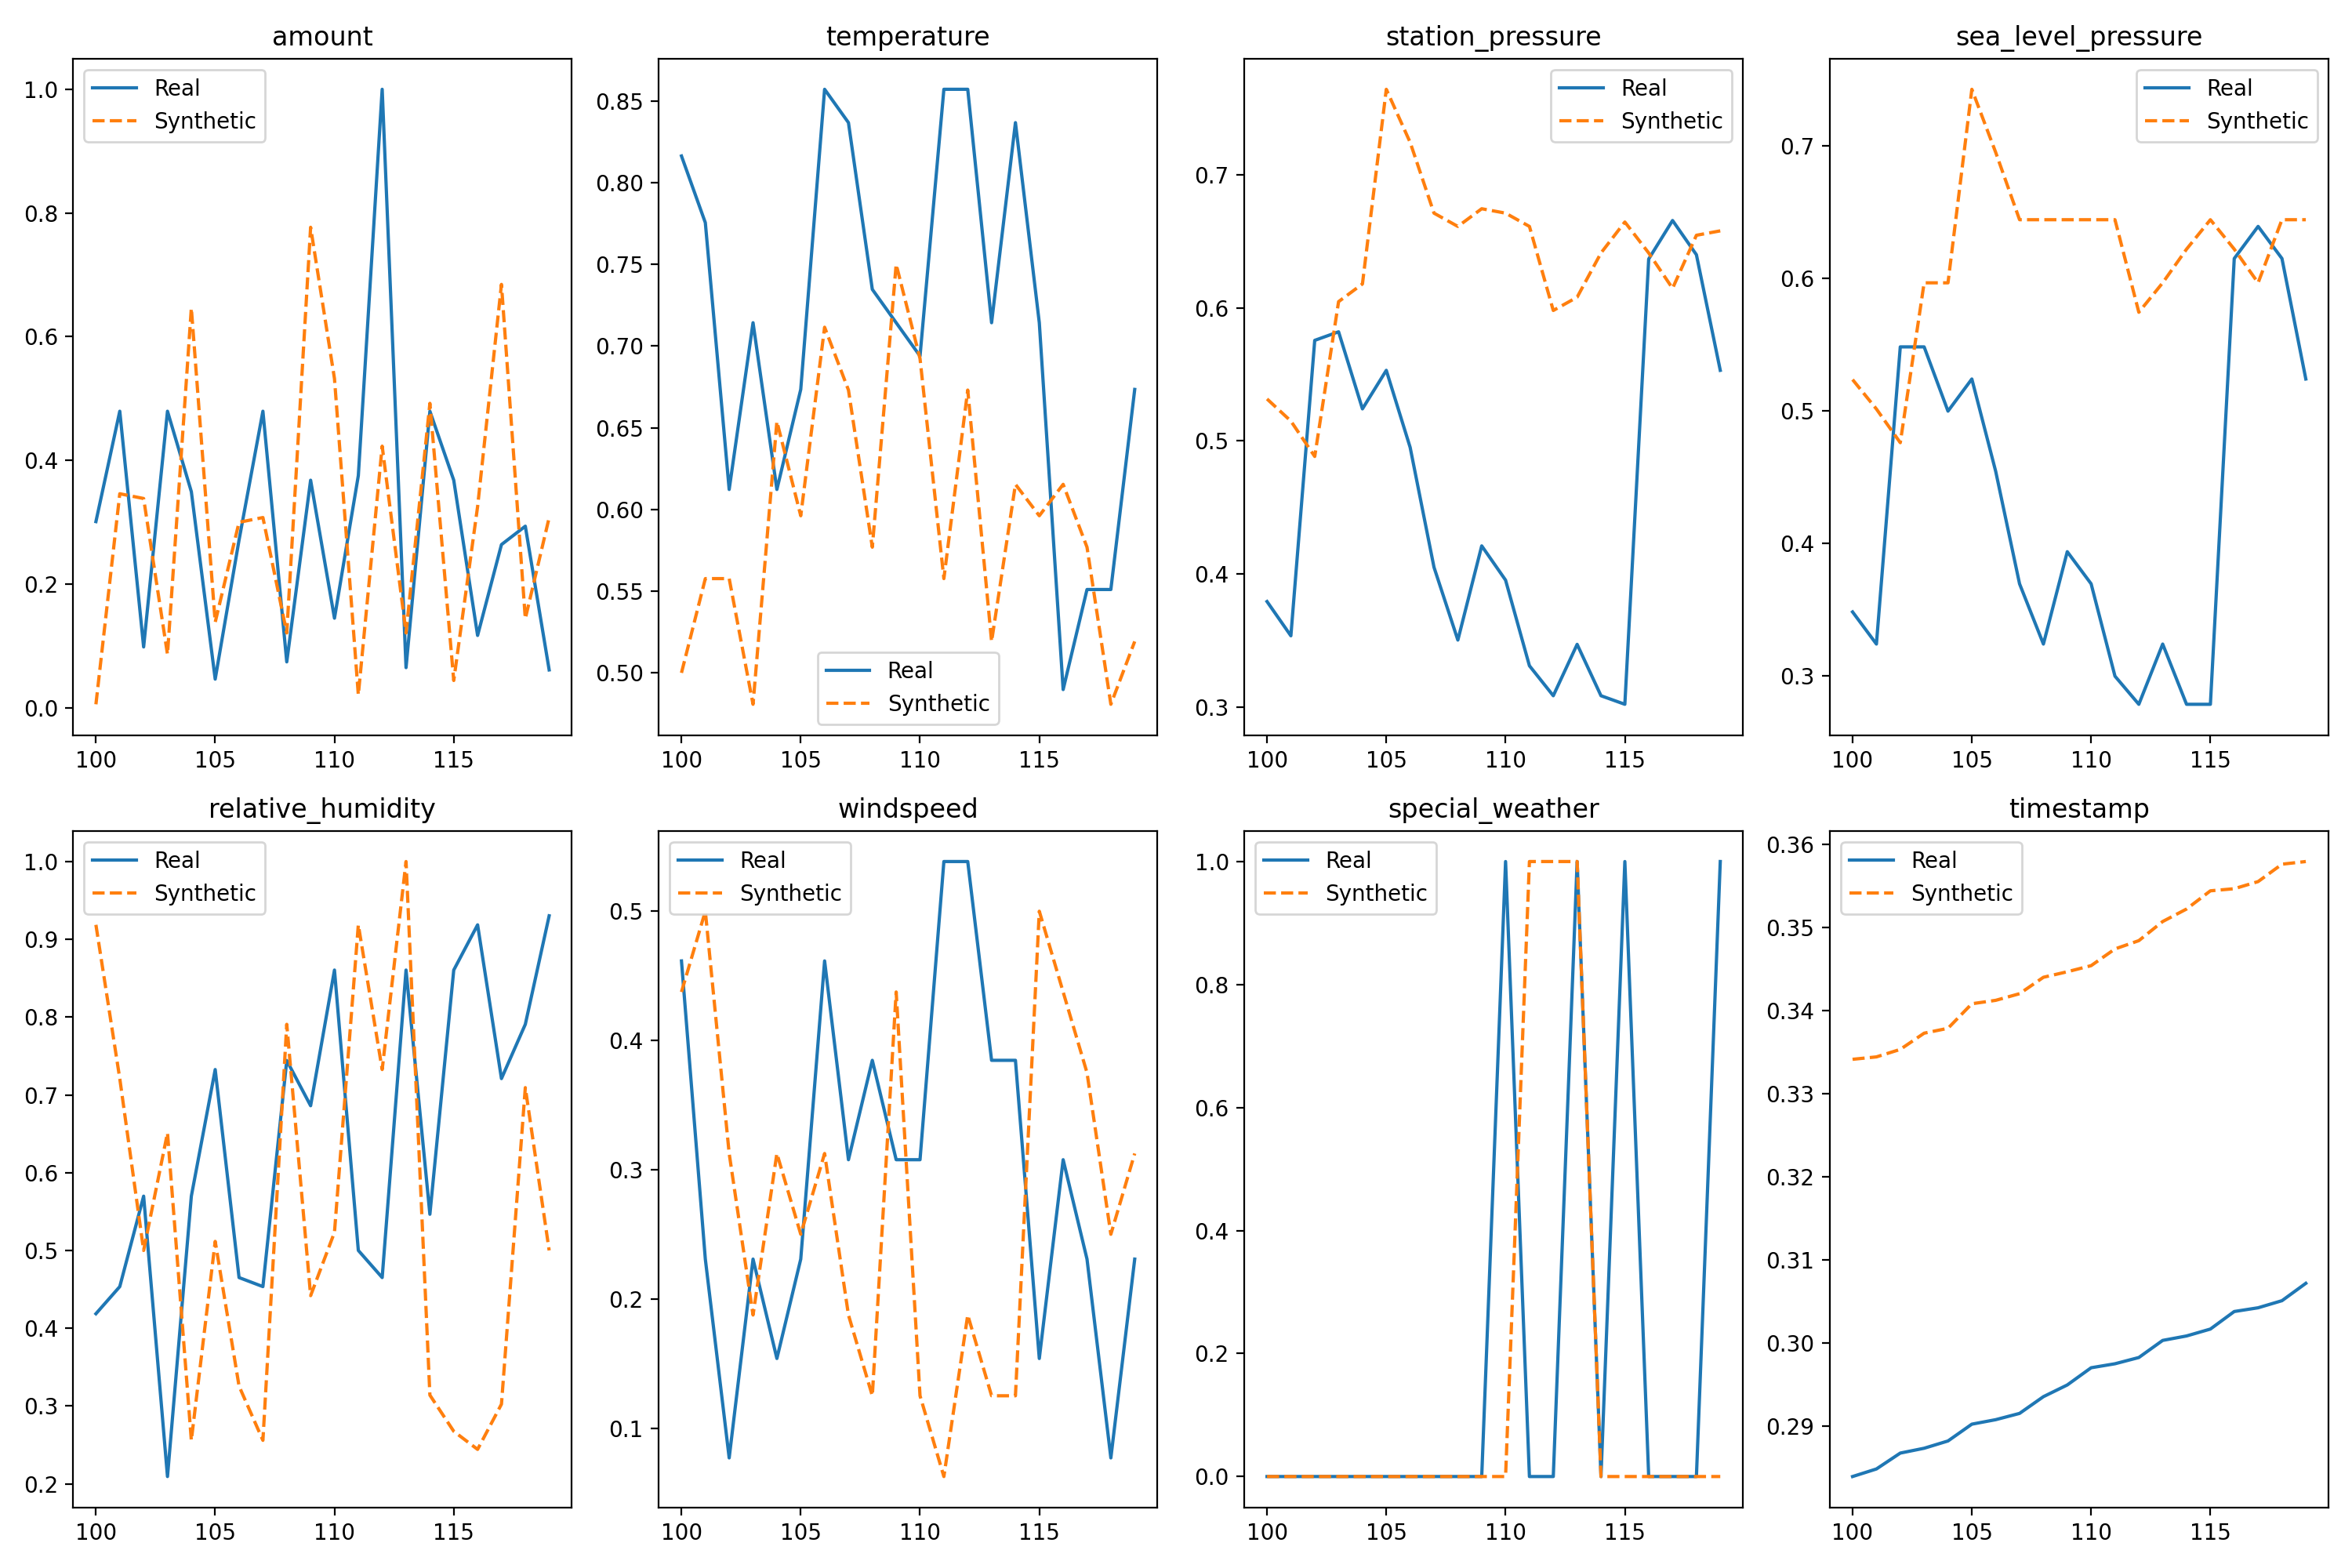 amount
1.0
0.8
0.6
0.4
0.2
0.0
Real
Synthetic
100 105 110 115
temperature
0.85
0.80
0.75
0.70
0.65
0.60
0.55
0.50
Real
Synthetic
100 105 110 115
station_pressure
0.7
0.6
0.5
0.4
0.3
Real
Synthetic
100 105 110 115
sea_level_pressure
0.7
0.6
0.5
0.4
0.3
Real
Synthetic
100 105 110 115
relative_humidity
1.0
0.9
0.8
0.7
0.6
0.5
0.4
0.3
0.2
Real
Synthetic
100 105 110 115
windspeed
0.5
0.4
0.3
0.2
0.1
Real
Synthetic
100 105 110 115
special_weather
1.0
0.8
0.6
0.4
0.2
0.0
Real
Synthetic
100 105 110 115
timestamp
0.36
0.35
0.34
0.33
0.32
0.31
0.30
0.29
Real
Synthetic
100 105 110 115